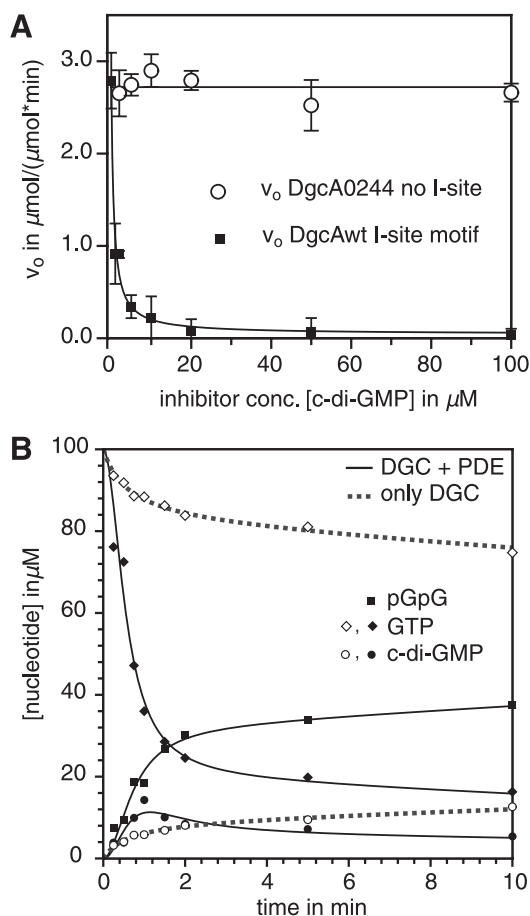 A
v₀ in µmol/(µmol*min)
3.0
2.0
1.0
0.0
v₀ DgcA0244 no I-site
v₀ DgcAwt I-site motif
0 20 40 60 80 100
inhibitor conc. [c-di-GMP] in µM
B
[nucleotide] in µM
100
80
60
40
20
0
DGC + PDE
only DGC
pGpG
, GTP
, c-di-GMP
0 2 4 6 8 10
time in min